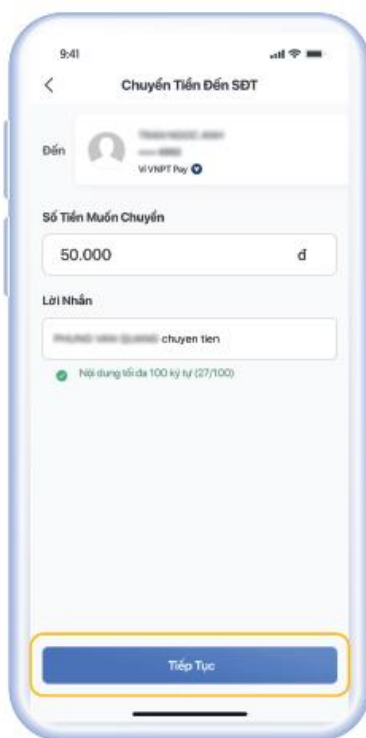 9:41
Chuyển Tiền Đến SĐT
Đến
Ví VNPT Pay
Số Tiền Muốn Chuyển
50.000 đ
Lời Nhắn
chuyen tien
Nội dung tối đa 100 ký tự (27/100)
Tiếp Tục